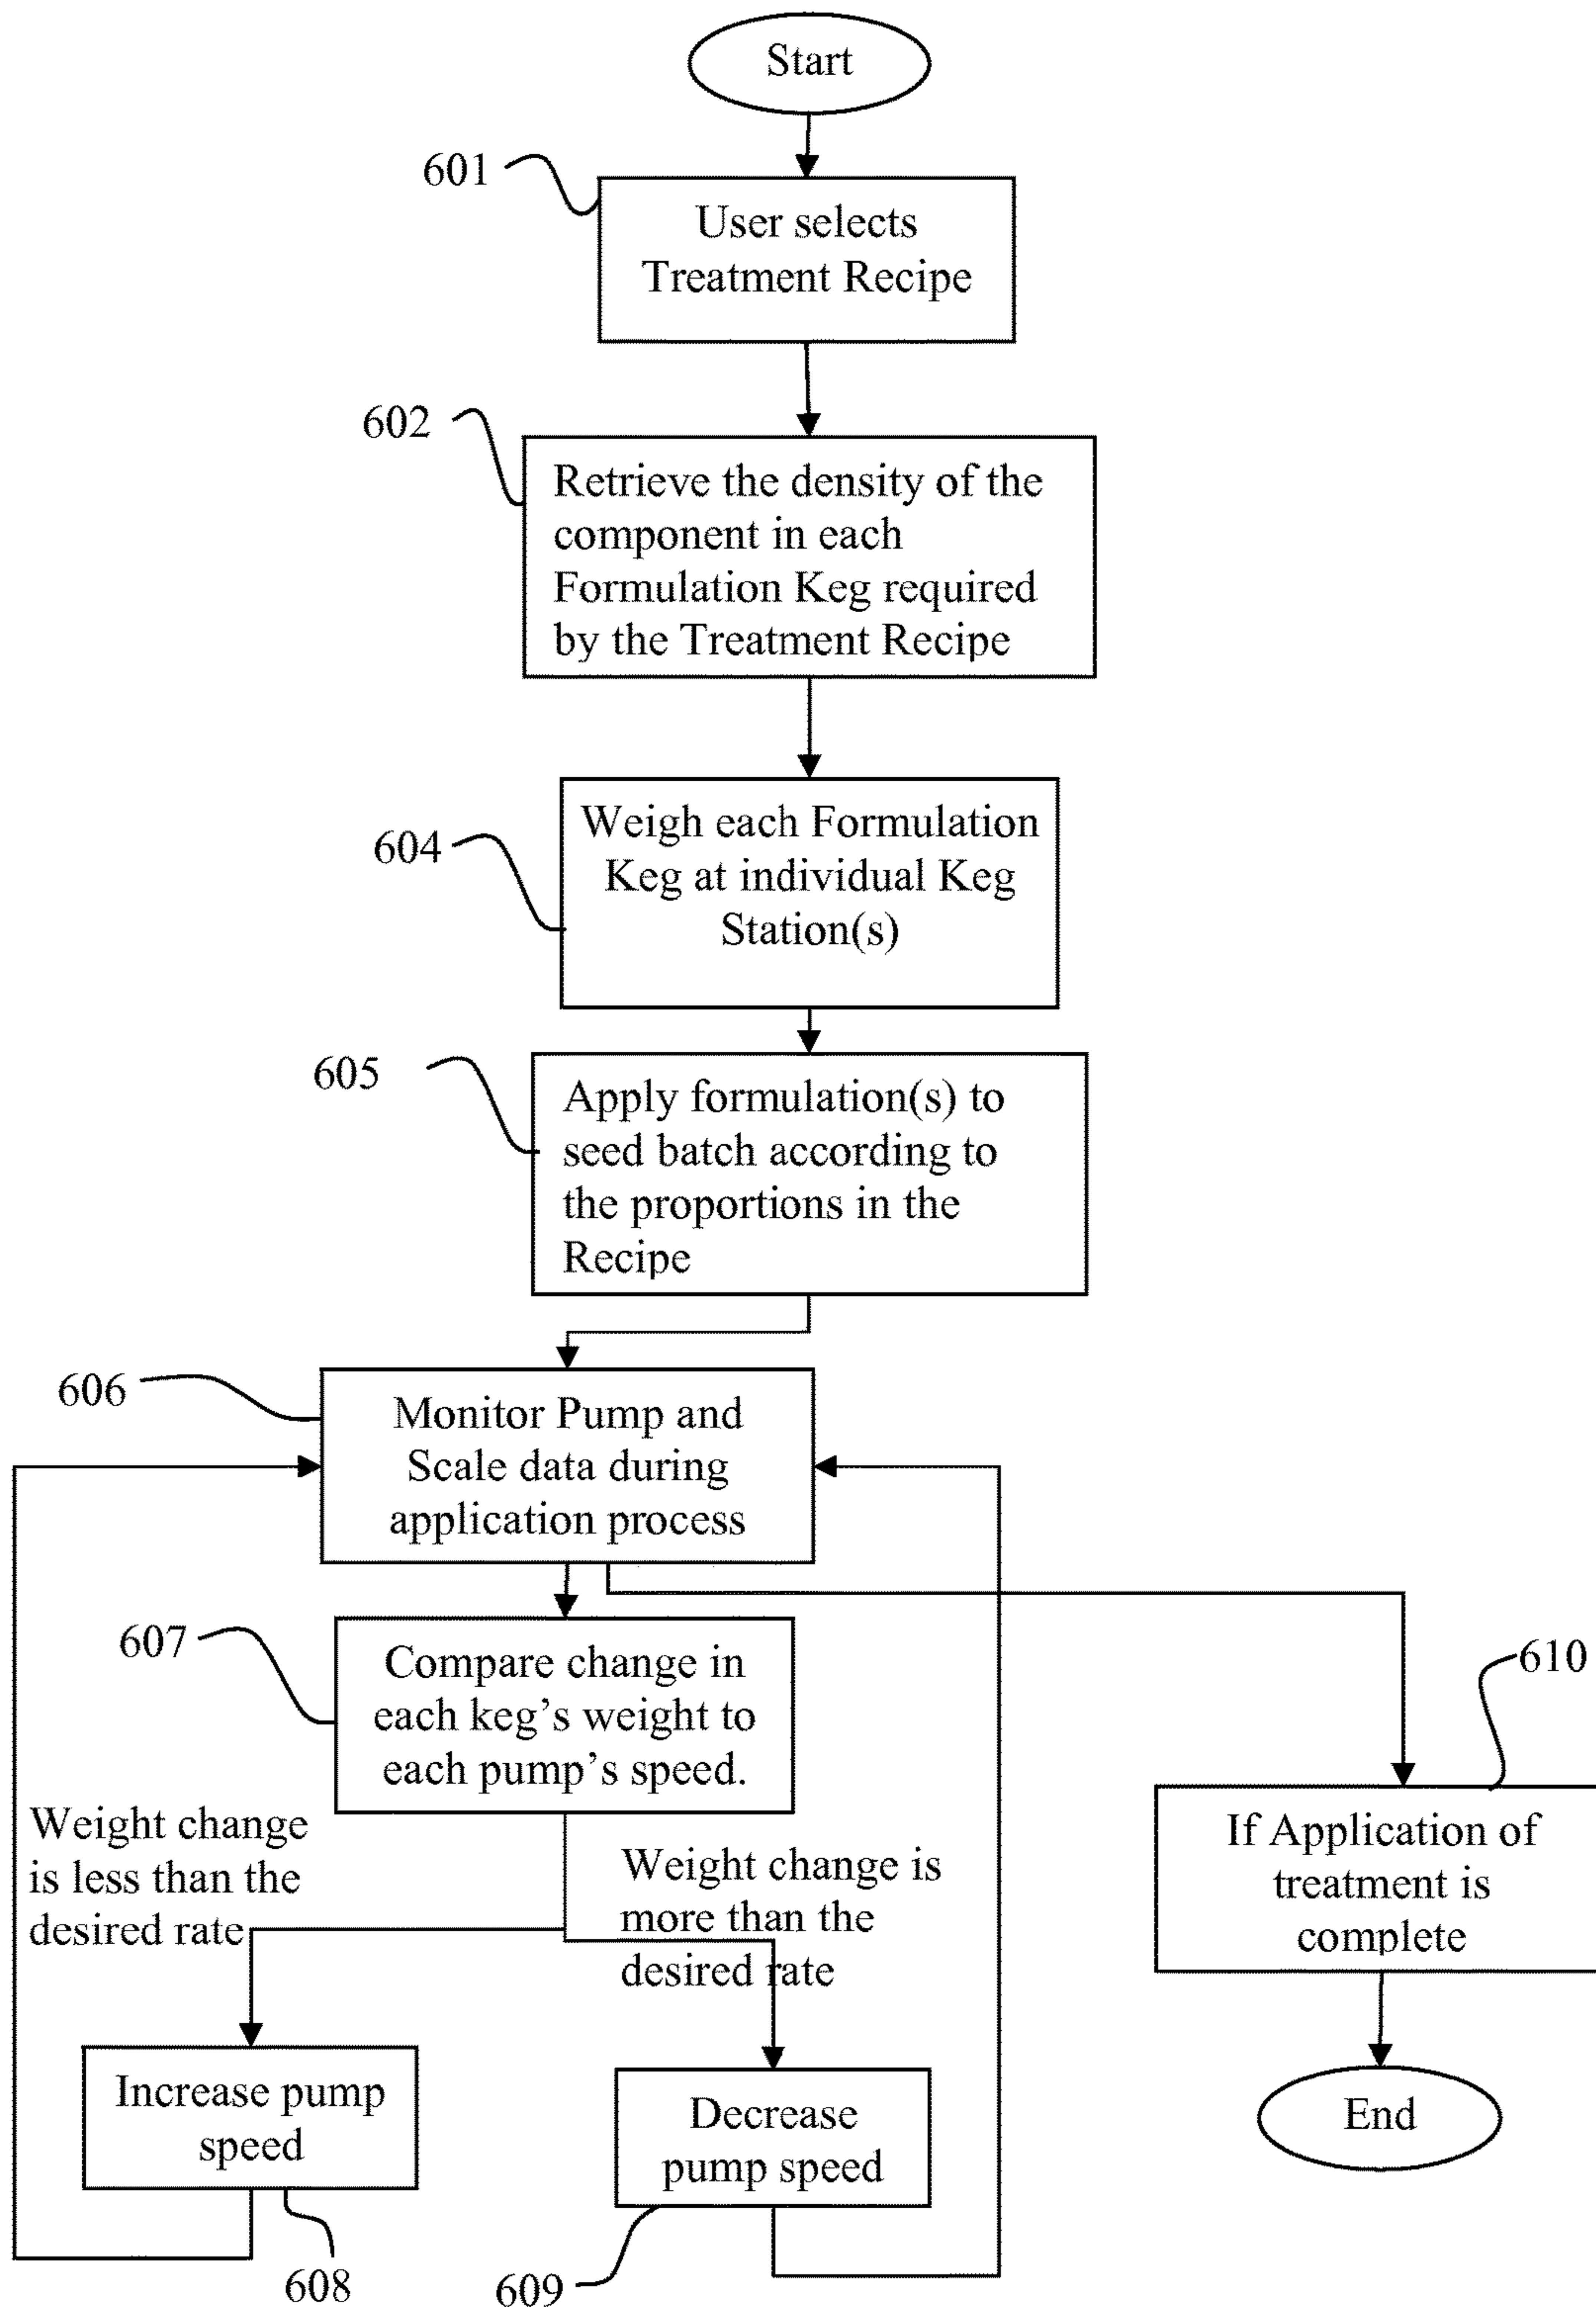 Start
601
User selects
Treatment Recipe
602
Retrieve the density of the
component in each
Formulation Keg required
by the Treatment Recipe
604
Weigh each Formulation
Keg at individual Keg
Station(s)
605
Apply formulation(s) to
seed batch according to
the proportions in the
Recipe
606
Monitor Pump and
Scale data during
application process
607
Compare change in
each keg’s weight to
each pump’s speed.
610
If Application of
treatment is
complete
Weight change
is less than the
desired rate
Weight change is
more than the
desired rate
Increase pump
speed
Decrease
pump speed
End
608
609